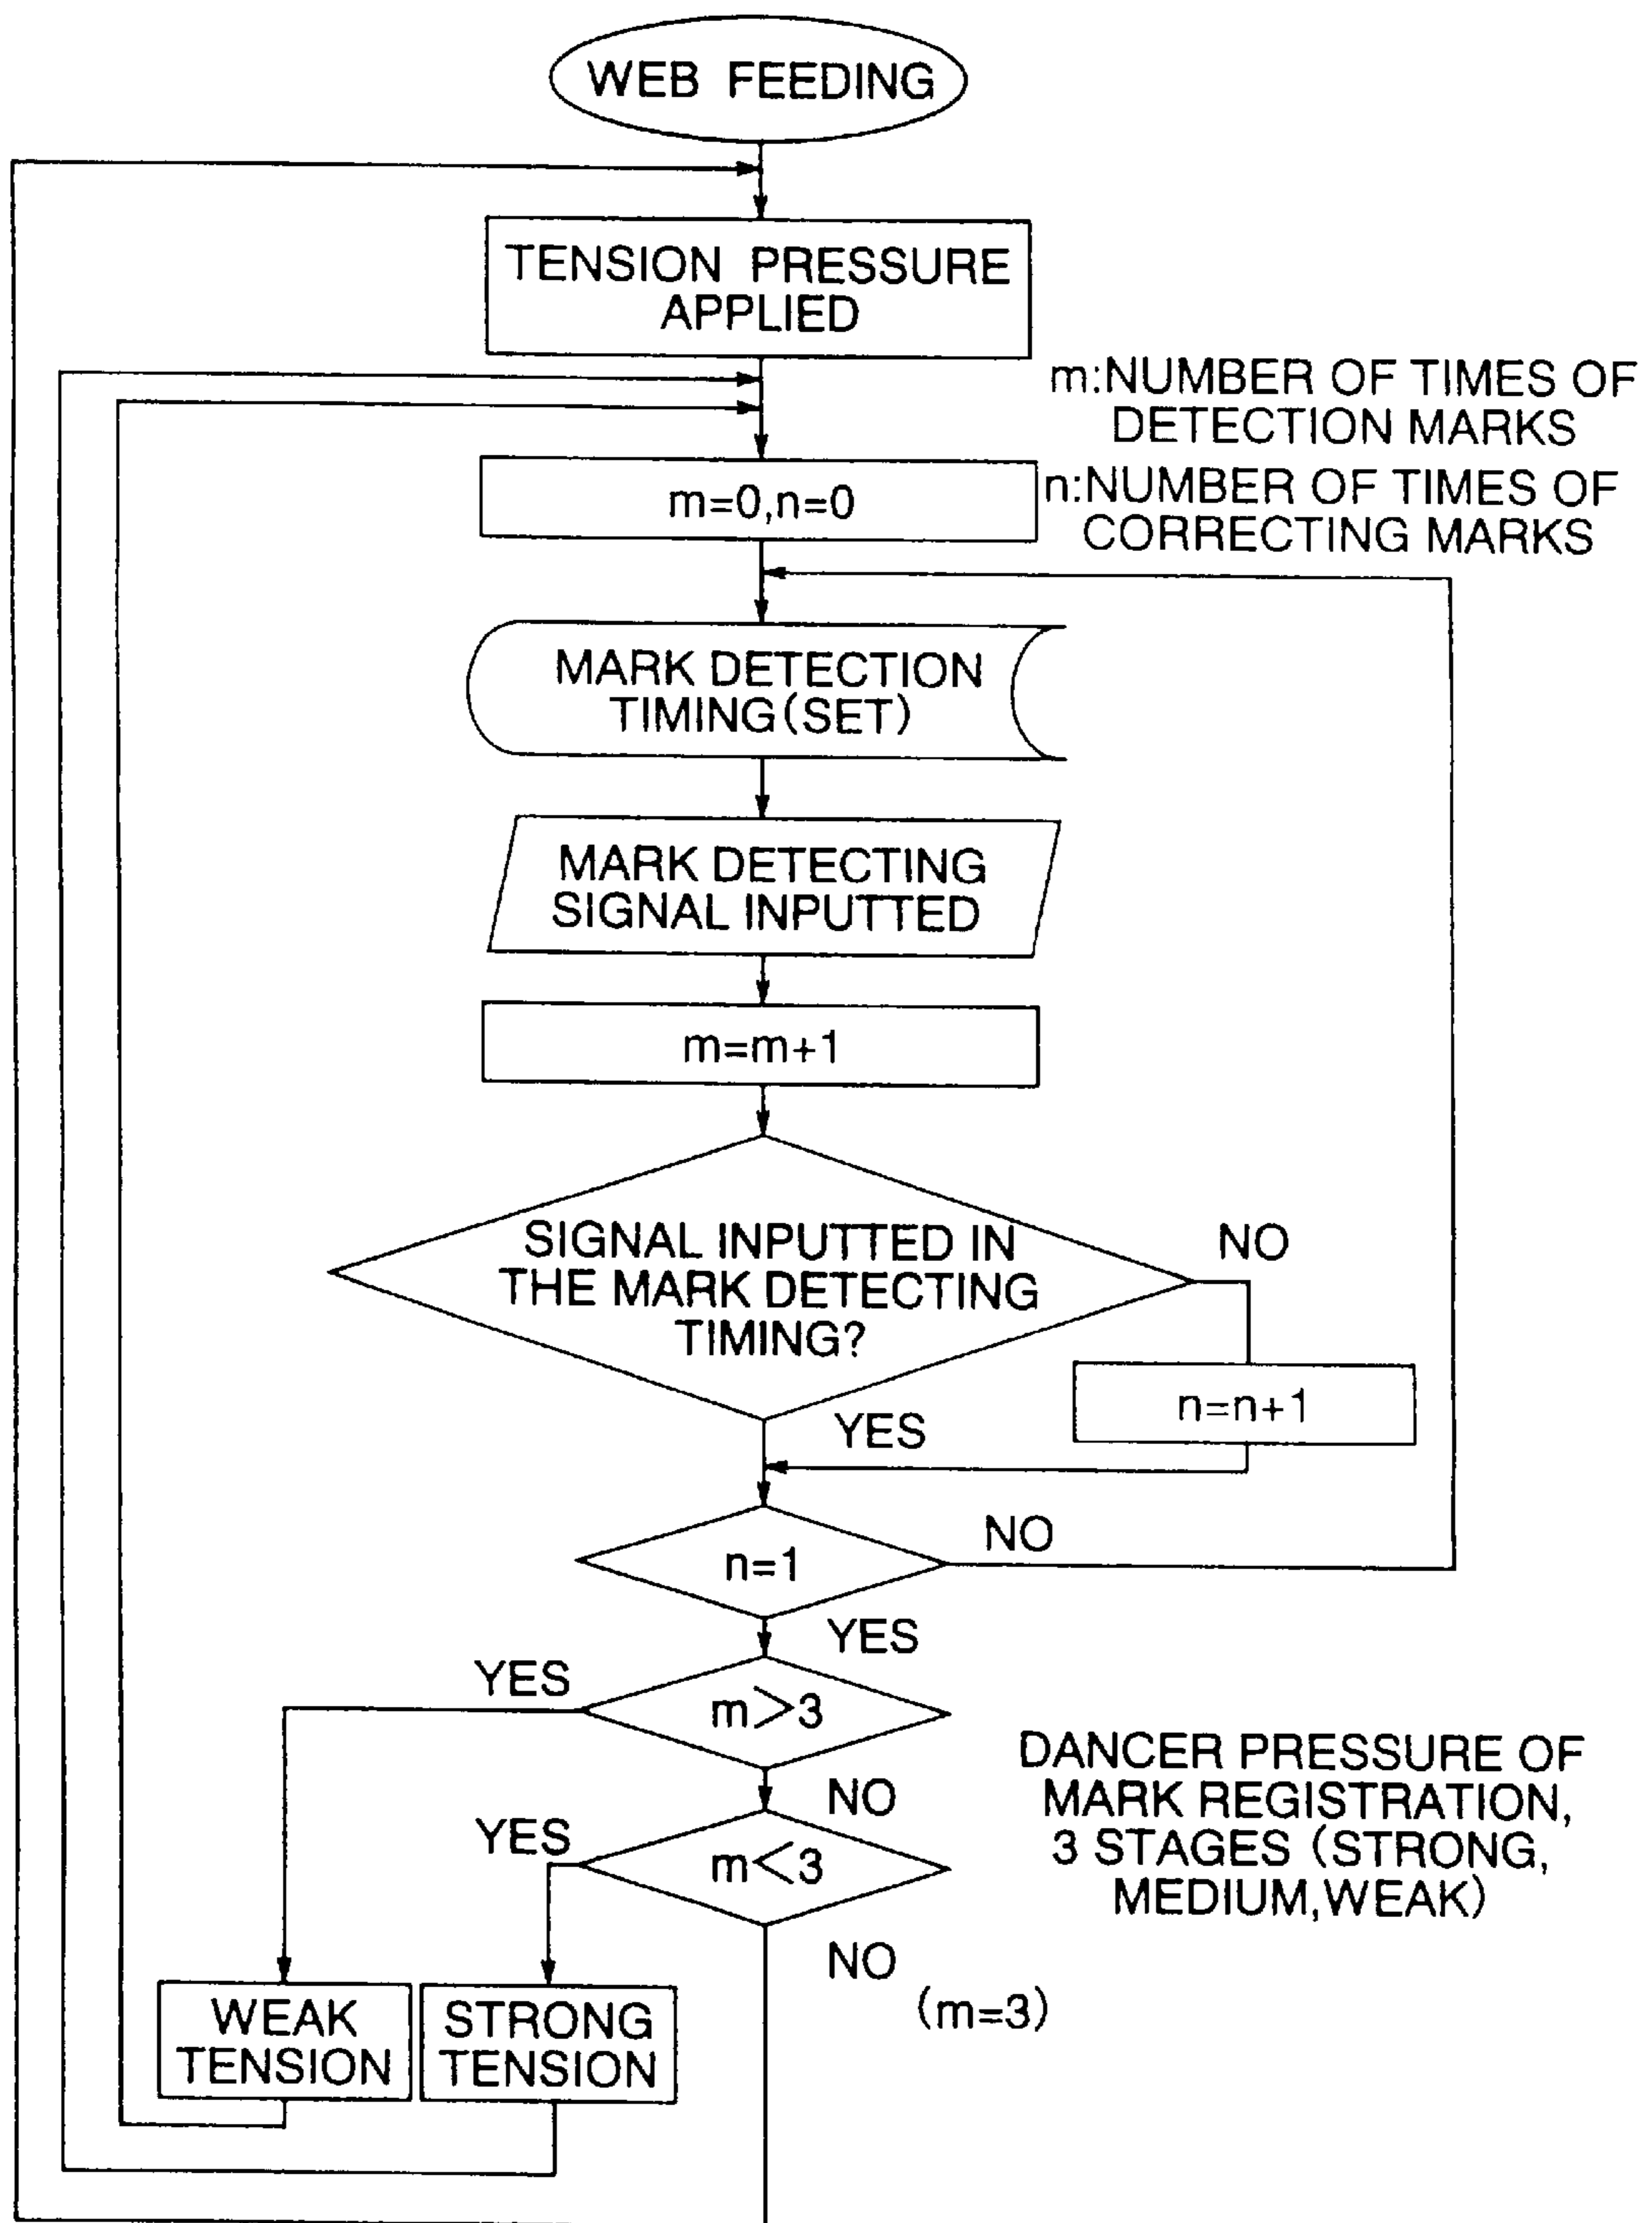 WEB FEEDING
TENSION PRESSURE
APPLIED
m:NUMBER OF TIMES OF
DETECTION MARKS
m=0,n=0
n:NUMBER OF TIMES OF
CORRECTING MARKS
MARK DETECTION
TIMING(SET)
MARK DETECTING
SIGNAL INPUTTED
m=m+1
SIGNAL INPUTTED IN
THE MARK DETECTING
TIMING?
NO
n=n+1
YES
n=1
NO
YES
m>3
YES
NO
m<3
YES
NO
(m=3)
DANCER PRESSURE OF
MARK REGISTRATION,
3 STAGES (STRONG,
MEDIUM,WEAK)
WEAK
TENSION
STRONG
TENSION